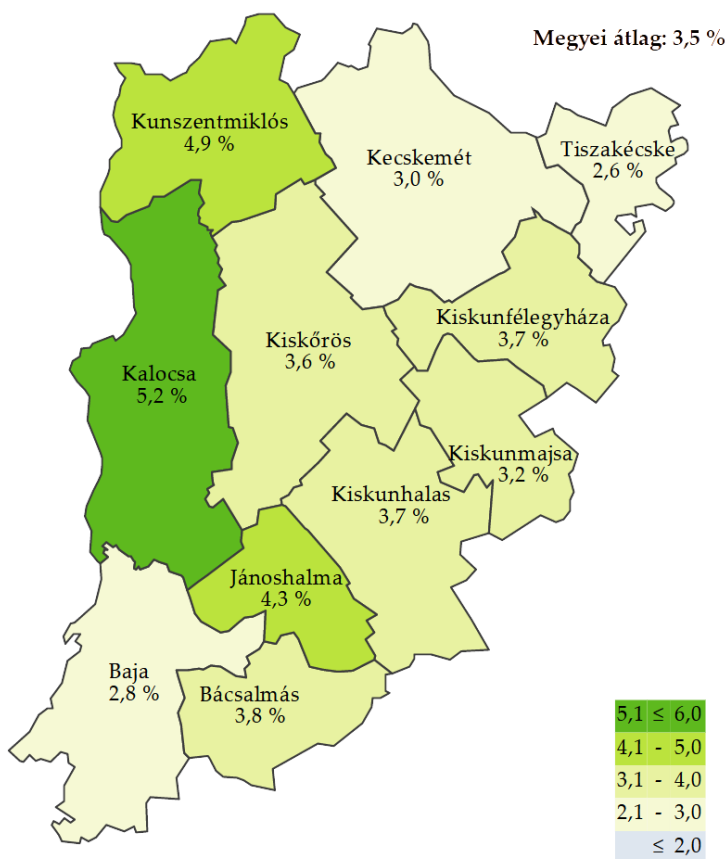 Megyei átlag: 3,5 %
Kunszentmiklós
4,9 %
Kecskemét
3,0 %
Tiszakécske
2,6 %
Kiskunfélegyháza
3,7 %
Kiskőrös
3,6 %
Kalocsa
5,2 %
Kiskunmajsa
3,2 %
Kiskunhalas
3,7 %
Jánoshalma
4,3 %
Baja
2,8 %
Bácsalmás
3,8 %
5,1 ≤ 6,0
4,1 - 5,0
3,1 - 4,0
2,1 - 3,0
≤ 2,0